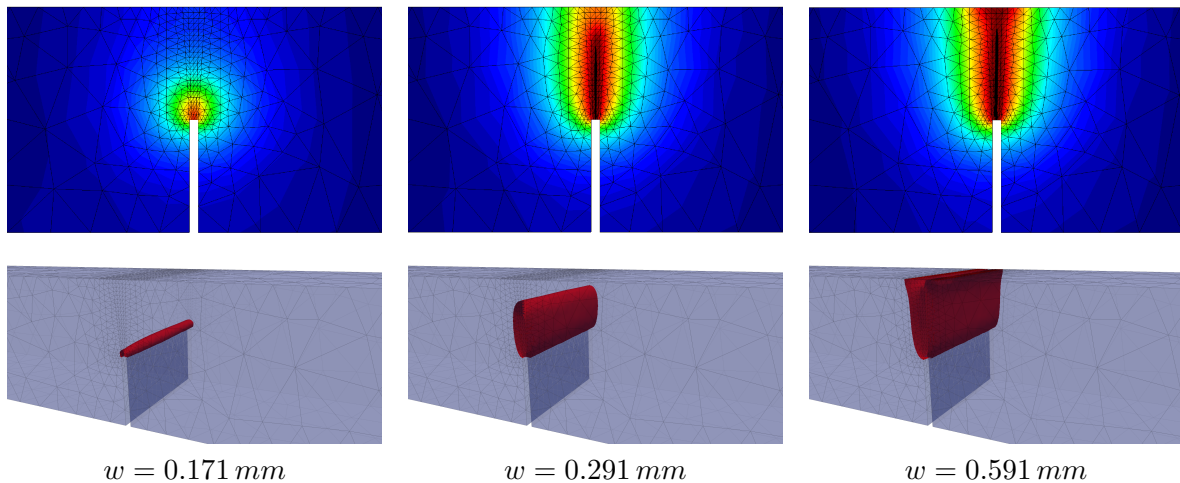 w = 0.171 mm
w = 0.291 mm
w = 0.591 mm